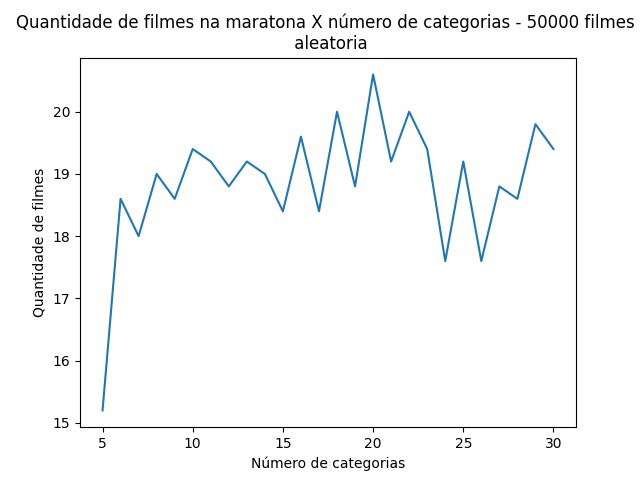 Quantidade de filmes na maratona X número de categorias - 50000 filmes
aleatoria
Quantidade de filmes
20
19
18
17
16
15
5 10 15 20 25 30
Número de categorias